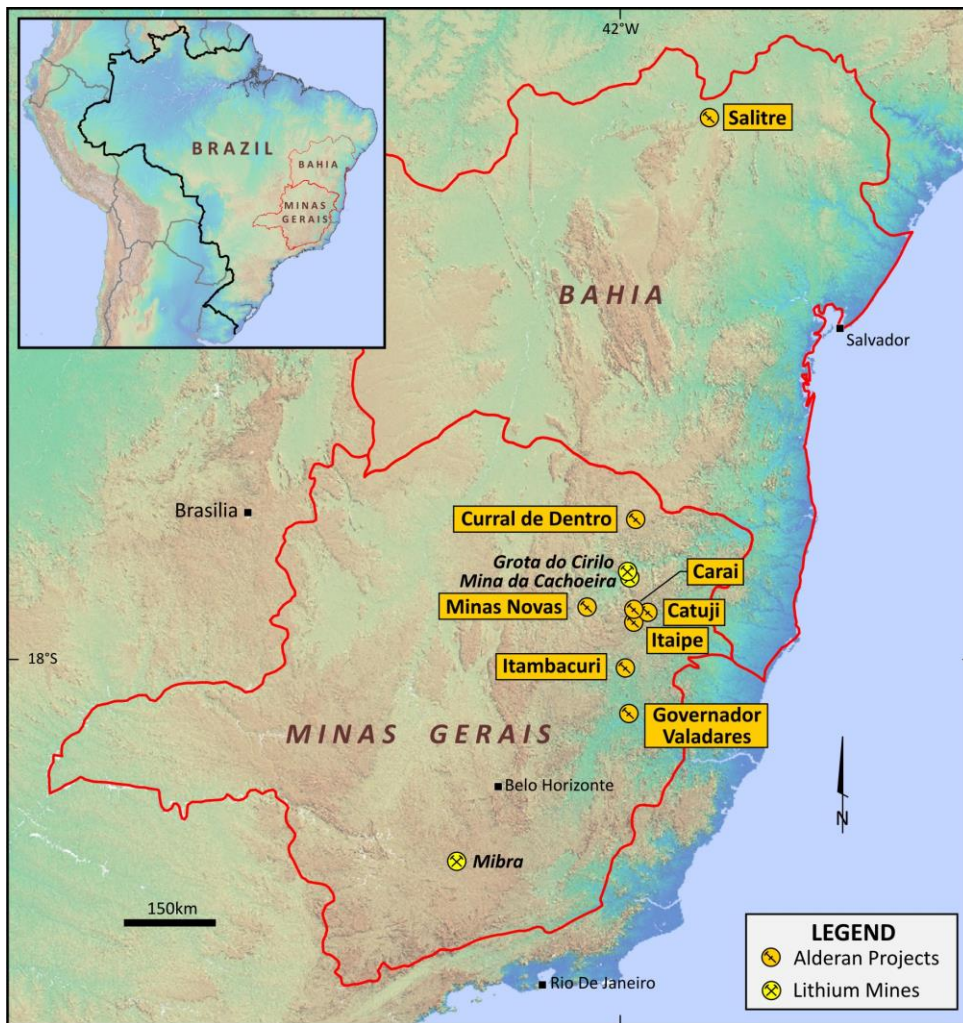 42°W
Salitre
BRAZIL
BAHIA
MINAS
GERAIS
BAHIA
Salvador
Brasilia
Curral de Dentro
Grota do Cirilo
Mina da Cachoeira
Carai
Minas Novas
Catuji
Itaipe
18°S
Itambacuri
Governador
Valadares
MINAS GERAIS
Belo Horizonte
N
Mibra
150km
LEGEND
Alderan Projects
Lithium Mines
Rio De Janeiro